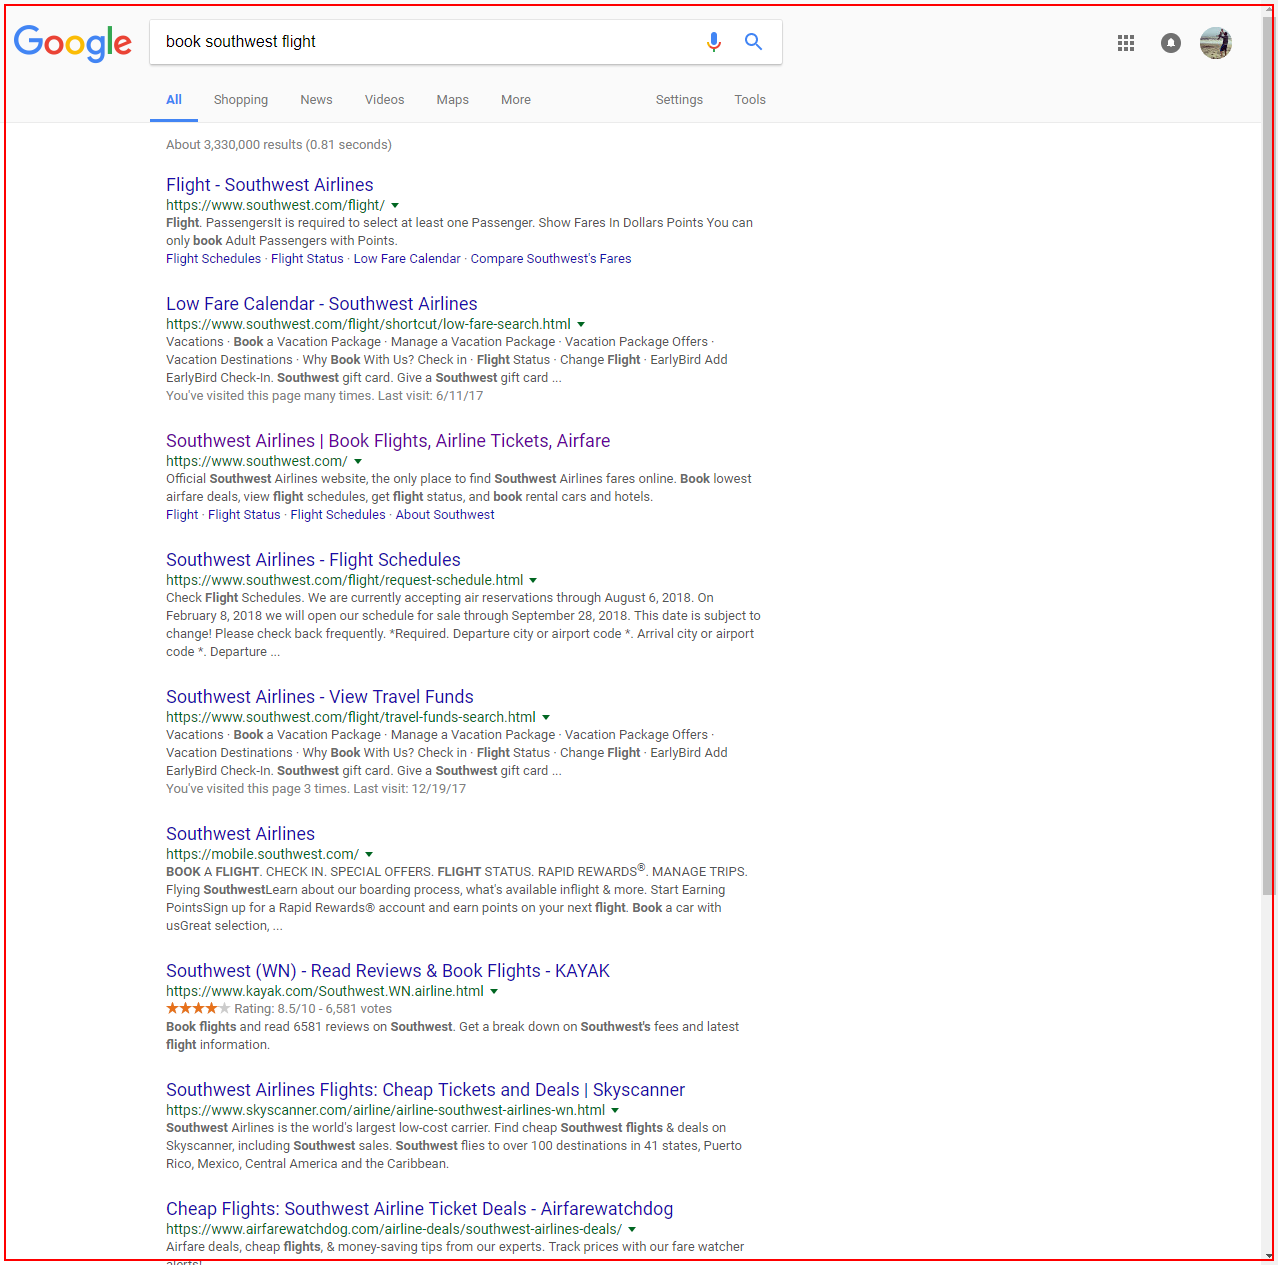 Google
book southwest flight
All Shopping News Videos Maps More Settings Tools
About 3,330,000 results (0.81 seconds)
Flight - Southwest Airlines
https://www.southwest.com/flight/
Flight. PassengersIt is required to select at least one Passenger. Show Fares In Dollars Points You can
only book Adult Passengers with Points.
Flight Schedules · Flight Status · Low Fare Calendar · Compare Southwest's Fares
Low Fare Calendar - Southwest Airlines
https://www.southwest.com/flight/shortcut/low-fare-search.html
Vacations · Book a Vacation Package · Manage a Vacation Package · Vacation Package Offers ·
Vacation Destinations · Why Book With Us? Check in · Flight Status · Change Flight · EarlyBird Add
EarlyBird Check-In. Southwest gift card. Give a Southwest gift card ...
You've visited this page many times. Last visit: 6/11/17
Southwest Airlines | Book Flights, Airline Tickets, Airfare
https://www.southwest.com/
Official Southwest Airlines website, the only place to find Southwest Airlines fares online. Book lowest
airfare deals, view flight schedules, get flight status, and book rental cars and hotels.
Flight · Flight Status · Flight Schedules · About Southwest
Southwest Airlines - Flight Schedules
https://www.southwest.com/flight/request-schedule.html
Check Flight Schedules. We are currently accepting air reservations through August 6, 2018. On
February 8, 2018 we will open our schedule for sale through September 28, 2018. This date is subject to
change! Please check back frequently. *Required. Departure city or airport code *. Arrival city or airport
code *. Departure ...
Southwest Airlines - View Travel Funds
https://www.southwest.com/flight/travel-funds-search.html
Vacations · Book a Vacation Package · Manage a Vacation Package · Vacation Package Offers ·
Vacation Destinations · Why Book With Us? Check in · Flight Status · Change Flight · EarlyBird Add
EarlyBird Check-In. Southwest gift card. Give a Southwest gift card ...
You've visited this page 3 times. Last visit: 12/19/17
Southwest Airlines
https://mobile.southwest.com/
BOOK A FLIGHT. CHECK IN. SPECIAL OFFERS. FLIGHT STATUS. RAPID REWARDS®. MANAGE TRIPS.
Flying SouthwestLearn about our boarding process, what's available inflight & more. Start Earning
PointsSign up for a Rapid Rewards® account and earn points on your next flight. Book a car with
usGreat selection, ...
Southwest (WN) - Read Reviews & Book Flights - KAYAK
https://www.kayak.com/Southwest.WN.airline.html
Rating: 8.5/10 - 6,581 votes
Book flights and read 6581 reviews on Southwest. Get a break down on Southwest's fees and latest
flight information.
Southwest Airlines Flights: Cheap Tickets and Deals | Skyscanner
https://www.skyscanner.com/airline/airline-southwest-airlines-wn.html
Southwest Airlines is the world's largest low-cost carrier. Find cheap Southwest flights & deals on
Skyscanner, including Southwest sales. Southwest flies to over 100 destinations in 41 states, Puerto
Rico, Mexico, Central America and the Caribbean.
Cheap Flights: Southwest Airline Ticket Deals - Airfarewatchdog
https://www.airfarewatchdog.com/airline-deals/southwest-airlines-deals/
Airfare deals, cheap flights, & money-saving tips from our experts. Track prices with our fare watcher
alerts!